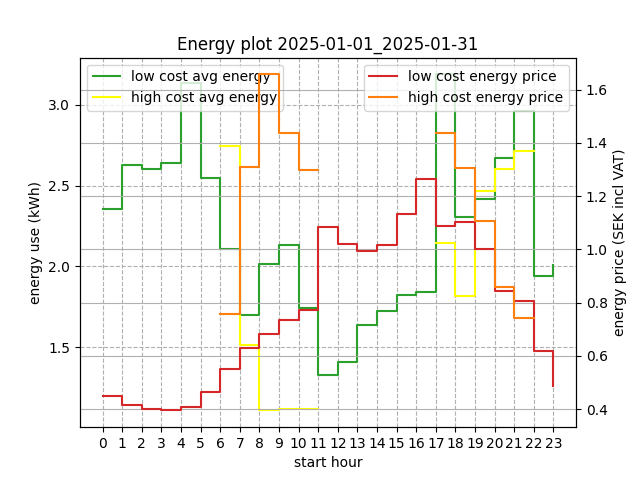 Energy plot 2025-01-01_2025-01-31
low cost avg energy
high cost avg energy
low cost energy price
high cost energy price
energy use (kWh)
3.0
2.5
2.0
1.5
1.6
1.4
1.2
1.0
0.8
0.6
0.4
energy price (SEK incl VAT)
0 1 2 3 4 5 6 7 8 9 10 11 12 13 14 15 16 17 18 19 20 21 22 23
start hour